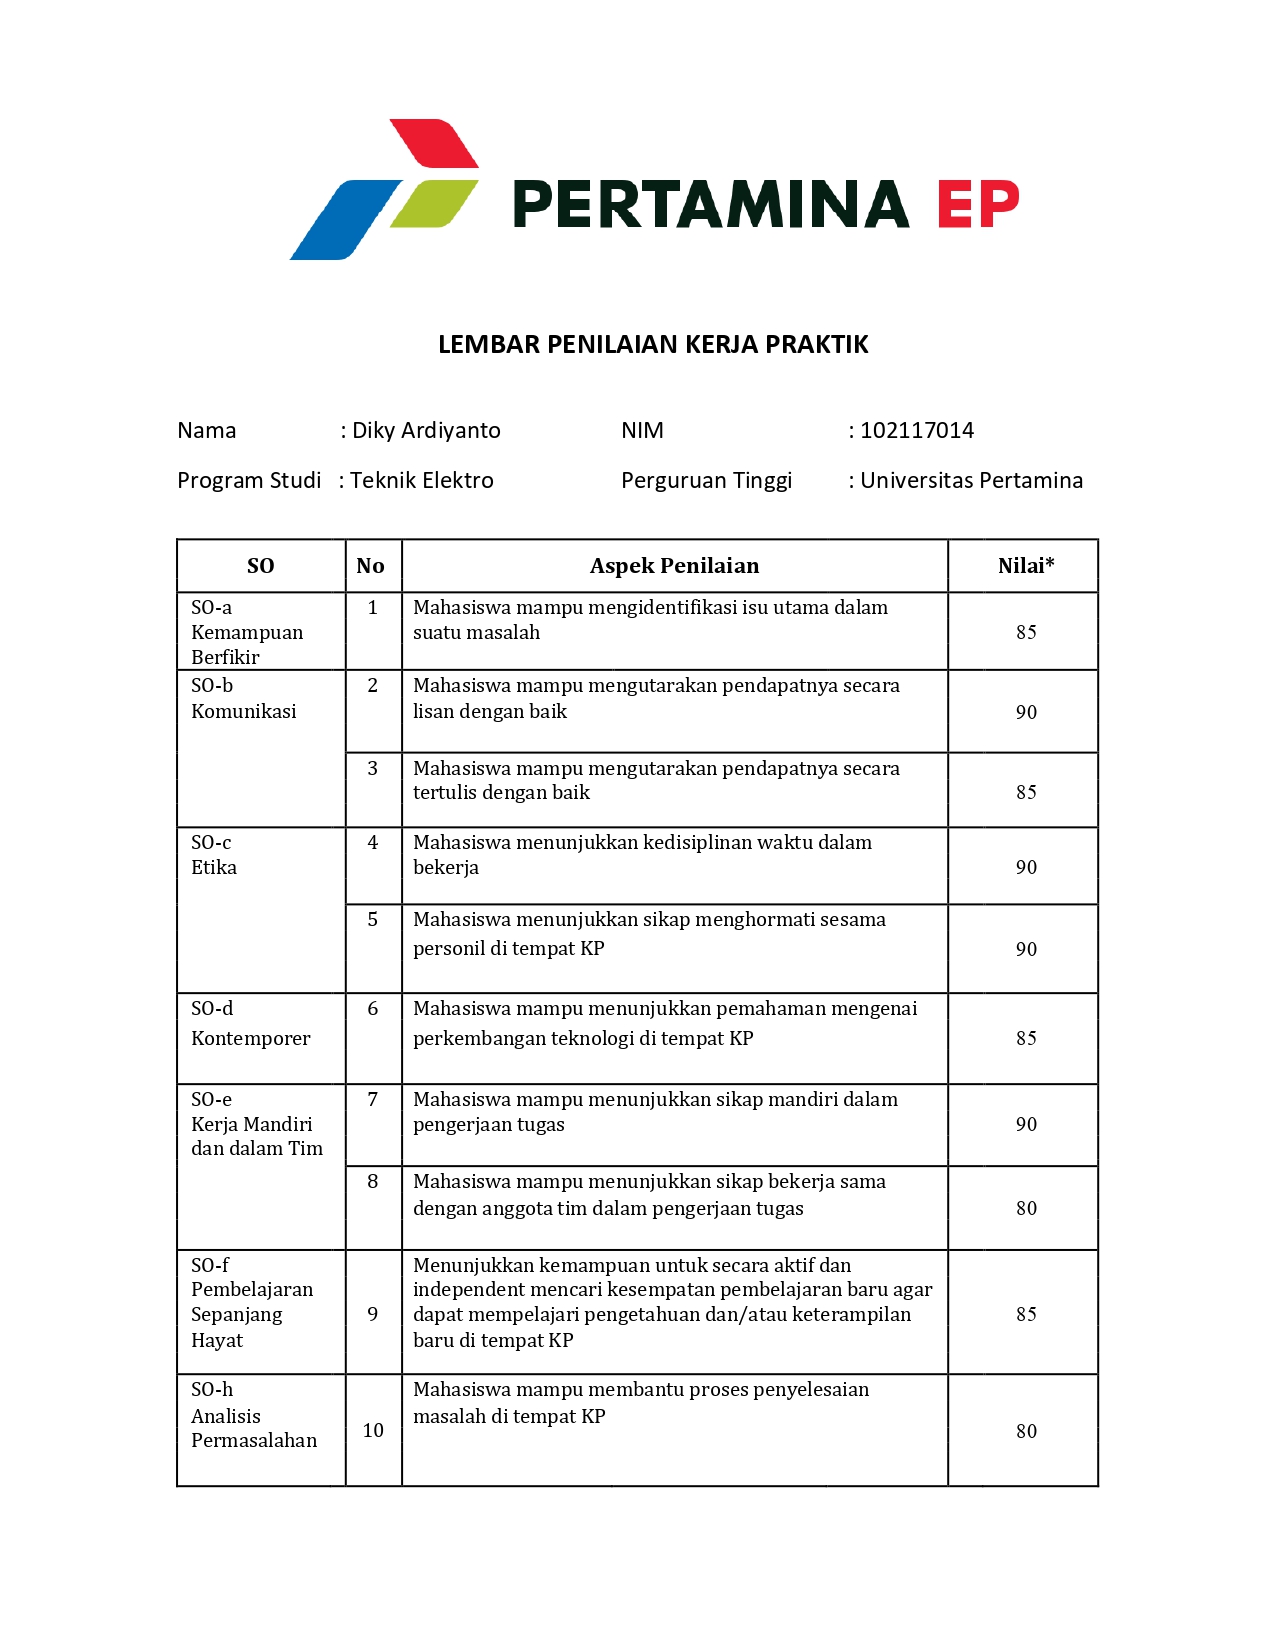 PERTAMINA EP
LEMBAR PENILAIAN KERJA PRAKTIK
Nama : Diky Ardiyanto NIM : 102117014
Program Studi : Teknik Elektro Perguruan Tinggi : Universitas Pertamina
SO No Aspek Penilaian Nilai*
SO-a 1 Mahasiswa mampu mengidentifikasi isu utama dalam
Kemampuan suatu masalah 85
Berfikir
SO-b 2 Mahasiswa mampu mengutarakan pendapatnya secara
Komunikasi lisan dengan baik 90
3 Mahasiswa mampu mengutarakan pendapatnya secara
tertulis dengan baik 85
SO-c 4 Mahasiswa menunjukkan kedisiplinan waktu dalam
Etika bekerja 90
5 Mahasiswa menunjukkan sikap menghormati sesama
personil di tempat KP 90
SO-d 6 Mahasiswa mampu menunjukkan pemahaman mengenai
Kontemporer perkembangan teknologi di tempat KP 85
SO-e 7 Mahasiswa mampu menunjukkan sikap mandiri dalam
Kerja Mandiri pengerjaan tugas 90
dan dalam Tim
8 Mahasiswa mampu menunjukkan sikap bekerja sama
dengan anggota tim dalam pengerjaan tugas 80
SO-f Menunjukkan kemampuan untuk secara aktif dan
Pembelajaran independent mencari kesempatan pembelajaran baru agar
Sepanjang 9 dapat mempelajari pengetahuan dan/atau keterampilan 85
Hayat baru di tempat KP
SO-h Mahasiswa mampu membantu proses penyelesaian
Analisis masalah di tempat KP
Permasalahan 10 80